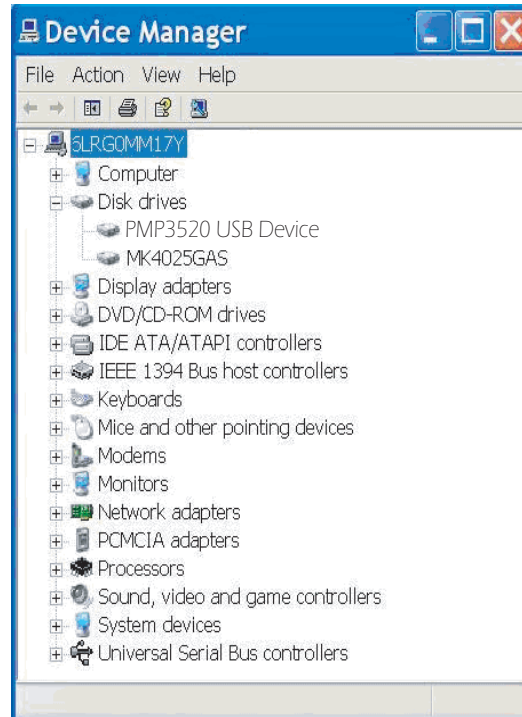 Device Manager
File Action View Help
6LRG0MM17Y
Computer
Disk drives
PMP3520 USB Device
MK4025GAS
Display adapters
DVD/CD-ROM drives
IDE ATA/ATAPI controllers
IEEE 1394 Bus host controllers
Keyboards
Mice and other pointing devices
Modems
Monitors
Network adapters
PCMCIA adapters
Processors
Sound, video and game controllers
System devices
Universal Serial Bus controllers